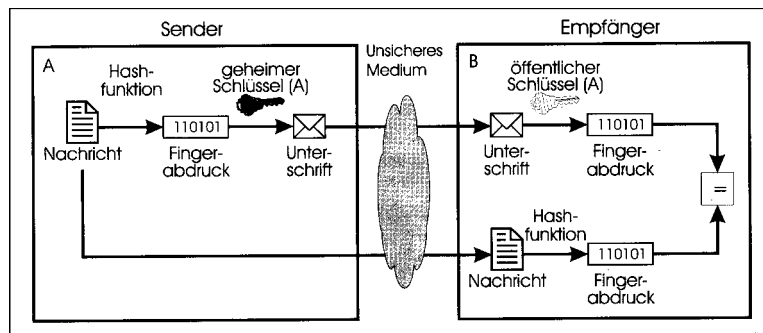 Sender
Unsicheres
Medium
Empfänger
A
Hash-
funktion
geheimer
Schlüssel (A)
Nachricht
110101
Finger-
abdruck
Unter-
schrift
B
öffentlicher
Schlüssel (A)
Unter-
schrift
110101
Finger-
abdruck
=
Hash-
funktion
Nachricht
110101
Finger-
abdruck